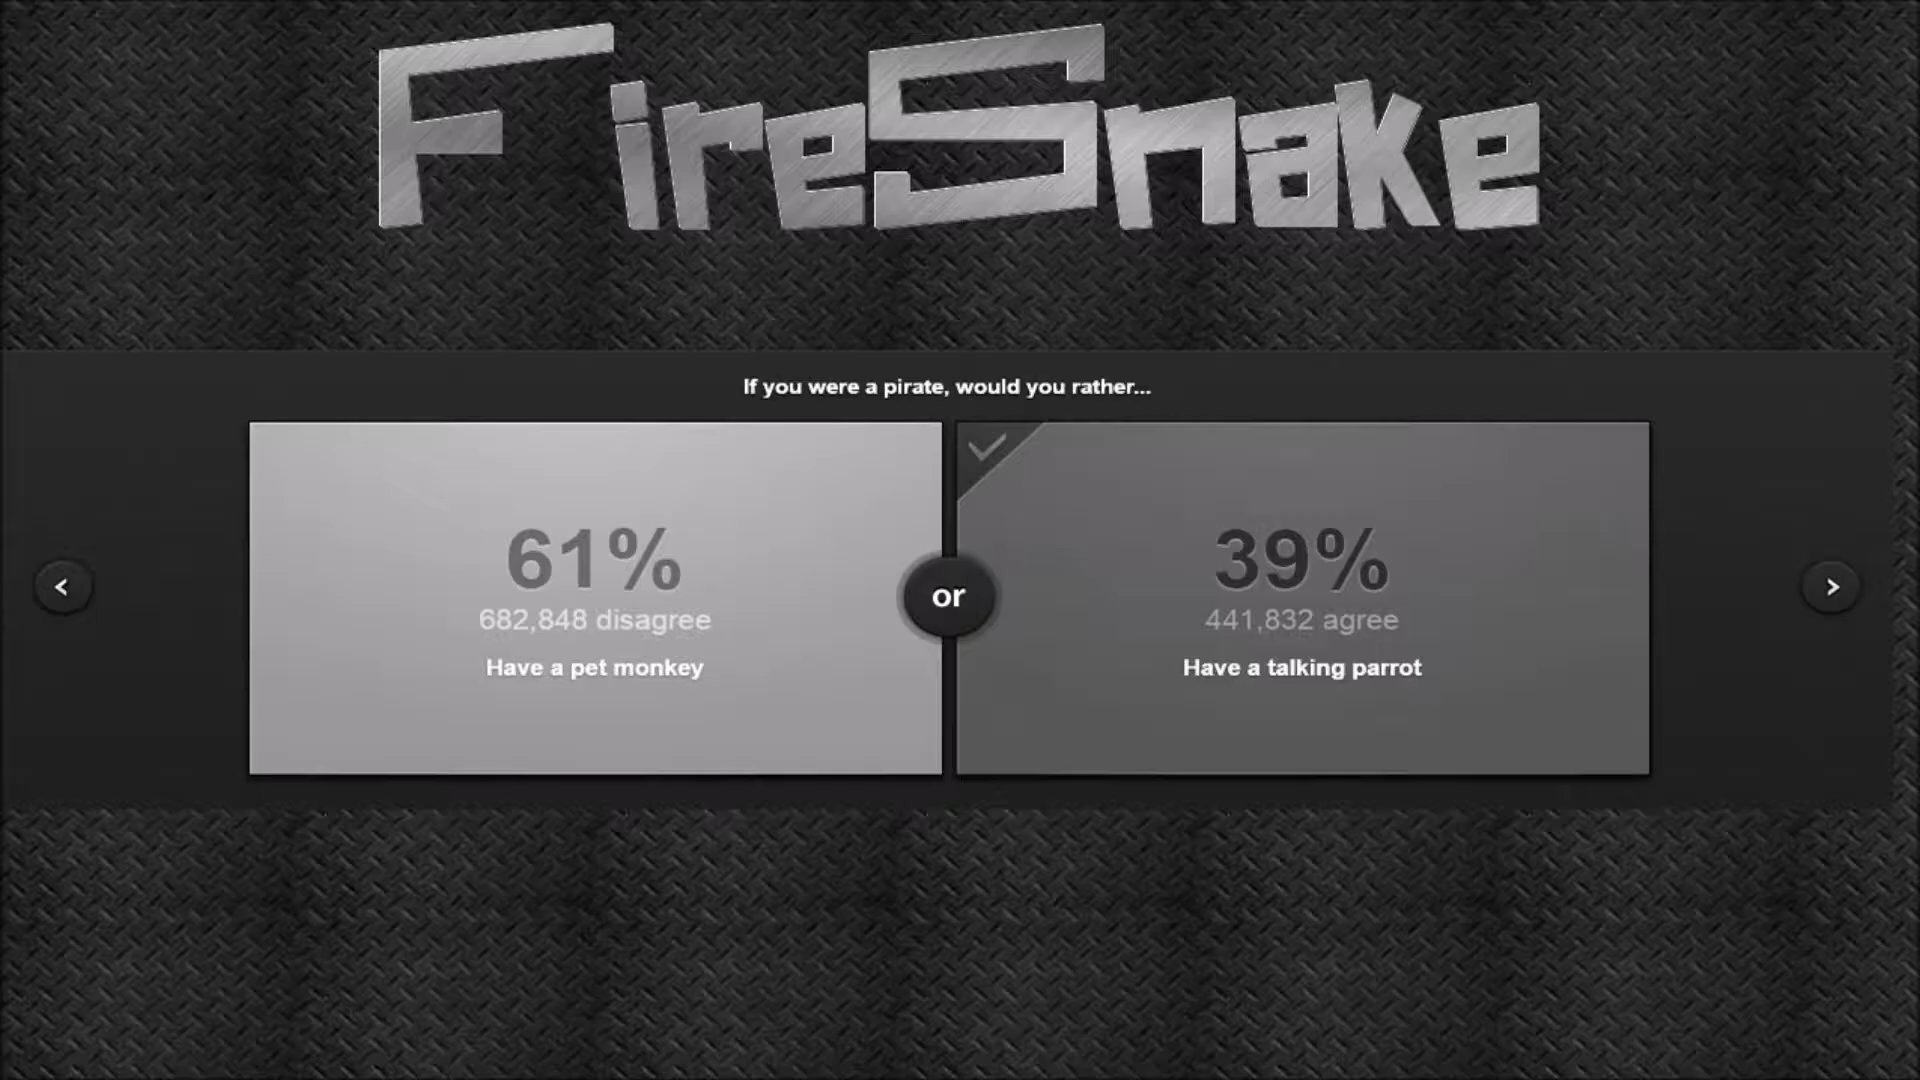 FireSnake
If you were a pirate, would you rather...
61%
682,848 disagree
Have a pet monkey
or
39%
441,832 agree
Have a talking parrot
<
>